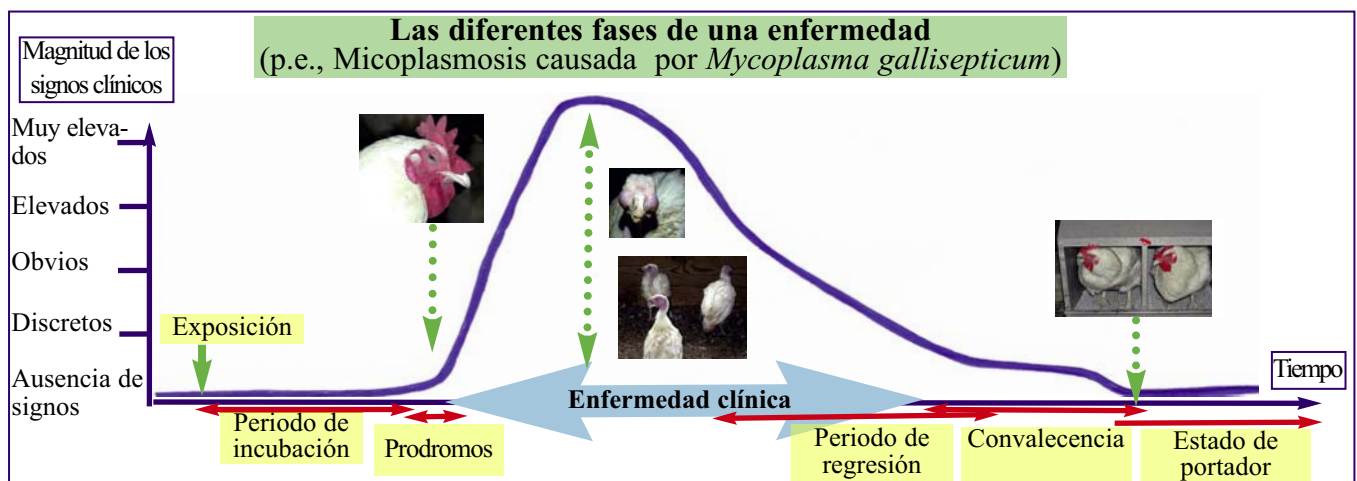 Las diferentes fases de una enfermedad
(p.e., Micoplasmosis causada por Mycoplasma gallisepticum)
Magnitud de los
signos clínicos
Muy eleva-
dos
Elevados
Obvios
Discretos
Ausencia de
signos
Exposición
Tiempo
Enfermedad clínica
Periodo de
incubación
Prodromos
Periodo de
regresión
Convalecencia
Estado de
portador